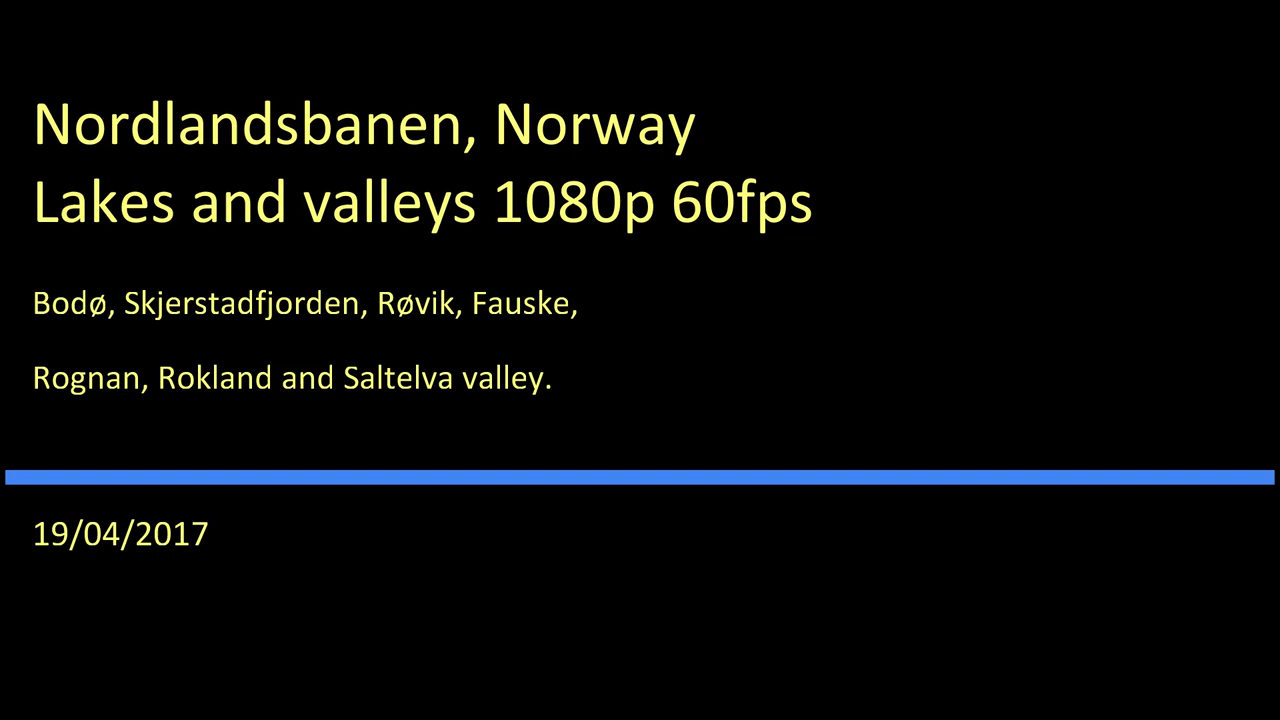 Nordlandsbanen, Norway
Lakes and valleys 1080p 60fps
Bodø, Skjerstadfjorden, Røvik, Fauske,
Rognan, Rokland and Saltelva valley.
19/04/2017